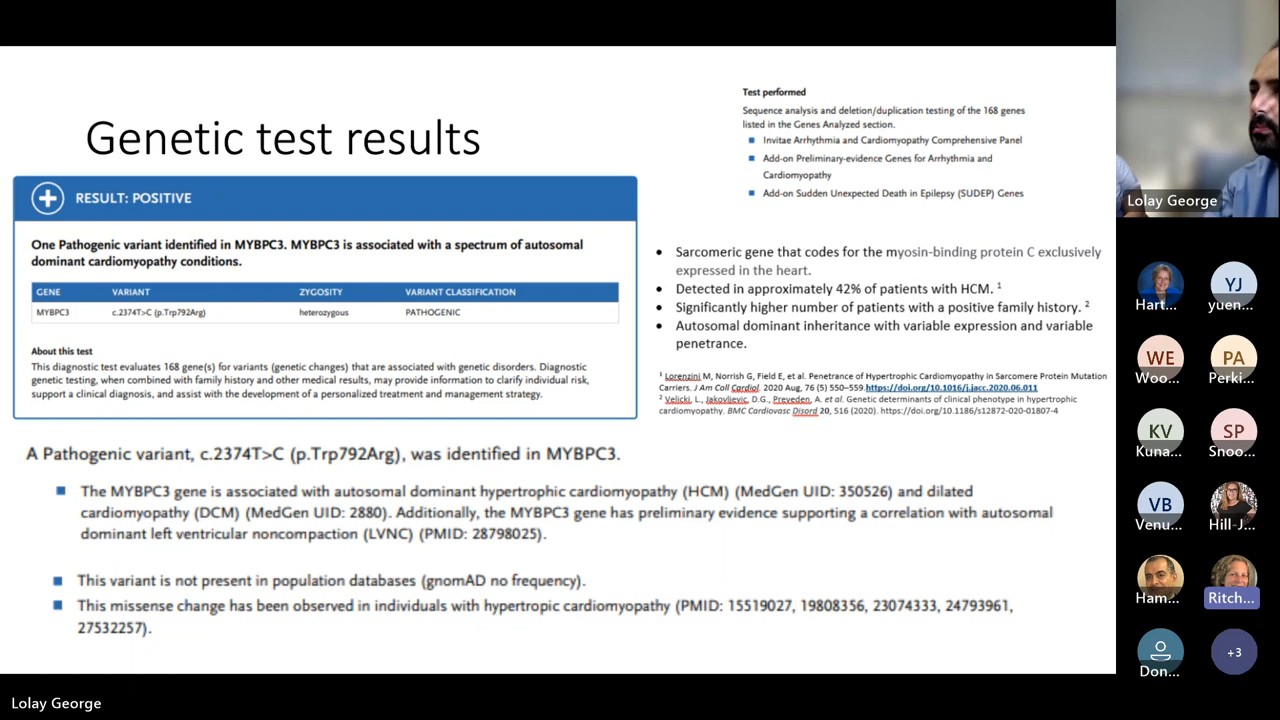 Genetic test results
RESULT: POSITIVE
One Pathogenic variant identified in MYBPC3. MYBPC3 is associated with a spectrum of autosomal
dominant cardiomyopathy conditions.
GENE VARIANT ZYGOSITY VARIANT CLASSIFICATION
MYBPC3 c.2374T>C (p.Trp792Arg) heterozygous PATHOGENIC
About this test
This diagnostic test evaluates 168 gene(s) for variants (genetic changes) that are associated with genetic disorders. Diagnostic
genetic testing, when combined with family history and other medical results, may provide information to clarify individual risk,
support a clinical diagnosis, and assist with the development of a personalized treatment and management strategy.
Test performed
Sequence analysis and deletion/duplication testing of the 168 genes
listed in the Genes Analyzed section.
Invitae Arrhythmia and Cardiomyopathy Comprehensive Panel
Add-on Preliminary-evidence Genes for Arrhythmia and
Cardiomyopathy
Add-on Sudden Unexpected Death in Epilepsy (SUDEP) Genes
• Sarcomeric gene that codes for the myosin-binding protein C exclusively
expressed in the heart.
• Detected in approximately 42% of patients with HCM. 1
• Significantly higher number of patients with a positive family history. 2
• Autosomal dominant inheritance with variable expression and variable
penetrance.
1 Lorenzini M, Norrish G, Field E, et al. Penetrance of Hypertrophic Cardiomyopathy in Sarcomere Protein Mutation
Carriers. J Am Coll Cardiol. 2020 Aug, 76 (5) 550–559.https://doi.org/10.1016/j.jacc.2020.06.011
2 Velicki, L., Jakovljevic, D.G., Preveden, A. et al. Genetic determinants of clinical phenotype in hypertrophic
cardiomyopathy. BMC Cardiovasc Disord 20, 516 (2020). https://doi.org/10.1186/s12872-020-01807-4
A Pathogenic variant, c.2374T>C (p.Trp792Arg), was identified in MYBPC3.
The MYBPC3 gene is associated with autosomal dominant hypertrophic cardiomyopathy (HCM) (MedGen UID: 350526) and dilated
cardiomyopathy (DCM) (MedGen UID: 2880). Additionally, the MYBPC3 gene has preliminary evidence supporting a correlation with autosomal
dominant left ventricular noncompaction (LVNC) (PMID: 28798025).
This variant is not present in population databases (gnomAD no frequency).
This missense change has been observed in individuals with hypertropic cardiomyopathy (PMID: 15519027, 19808356, 23074333, 24793961,
27532257).
Lolay George
Lolay George
Hart...
YJ
yuen...
WE
Woo...
PA
Perki...
KV
Kuna...
SP
Snoo...
VB
Venu...
Hill-J...
Ham...
Ritch...
Don...
+3